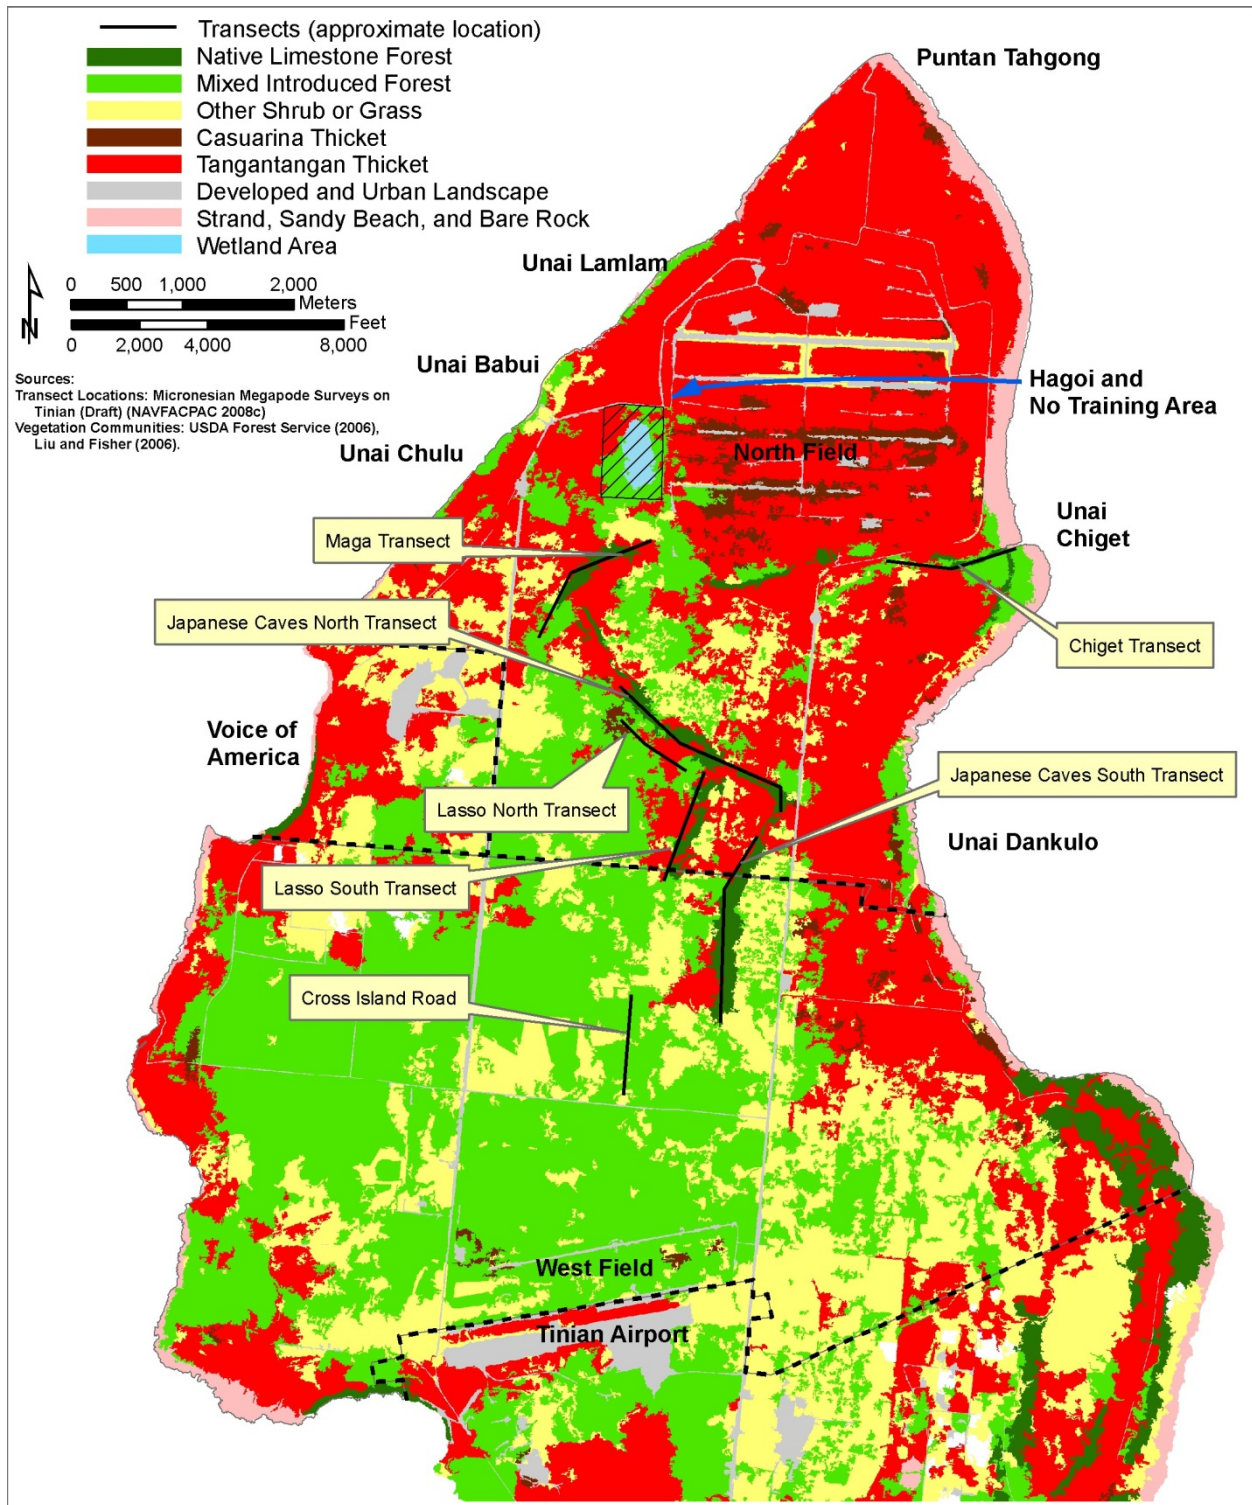 Transects (approximate location)
Native Limestone Forest
Mixed Introduced Forest
Other Shrub or Grass
Casuarina Thicket
Tangantangan Thicket
Developed and Urban Landscape
Strand, Sandy Beach, and Bare Rock
Wetland Area
0 500 1,000 2,000
Meters
Feet
0 2,000 4,000 8,000
N
Sources:
Transect Locations: Micronesian Megapode Surveys on
Tinian (Draft) (NAVFACPAC 2008c)
Vegetation Communities: USDA Forest Service (2006),
Liu and Fisher (2006).
Puntan Tahgong
Unai Lamlam
Unai Babui
Hagoi and
No Training Area
Unai Chulu
North Field
Unai
Chiget
Maga Transect
Japanese Caves North Transect
Chiget Transect
Voice of
America
Japanese Caves South Transect
Lasso North Transect
Unai Dankulo
Lasso South Transect
Cross Island Road
West Field
Tinian Airport